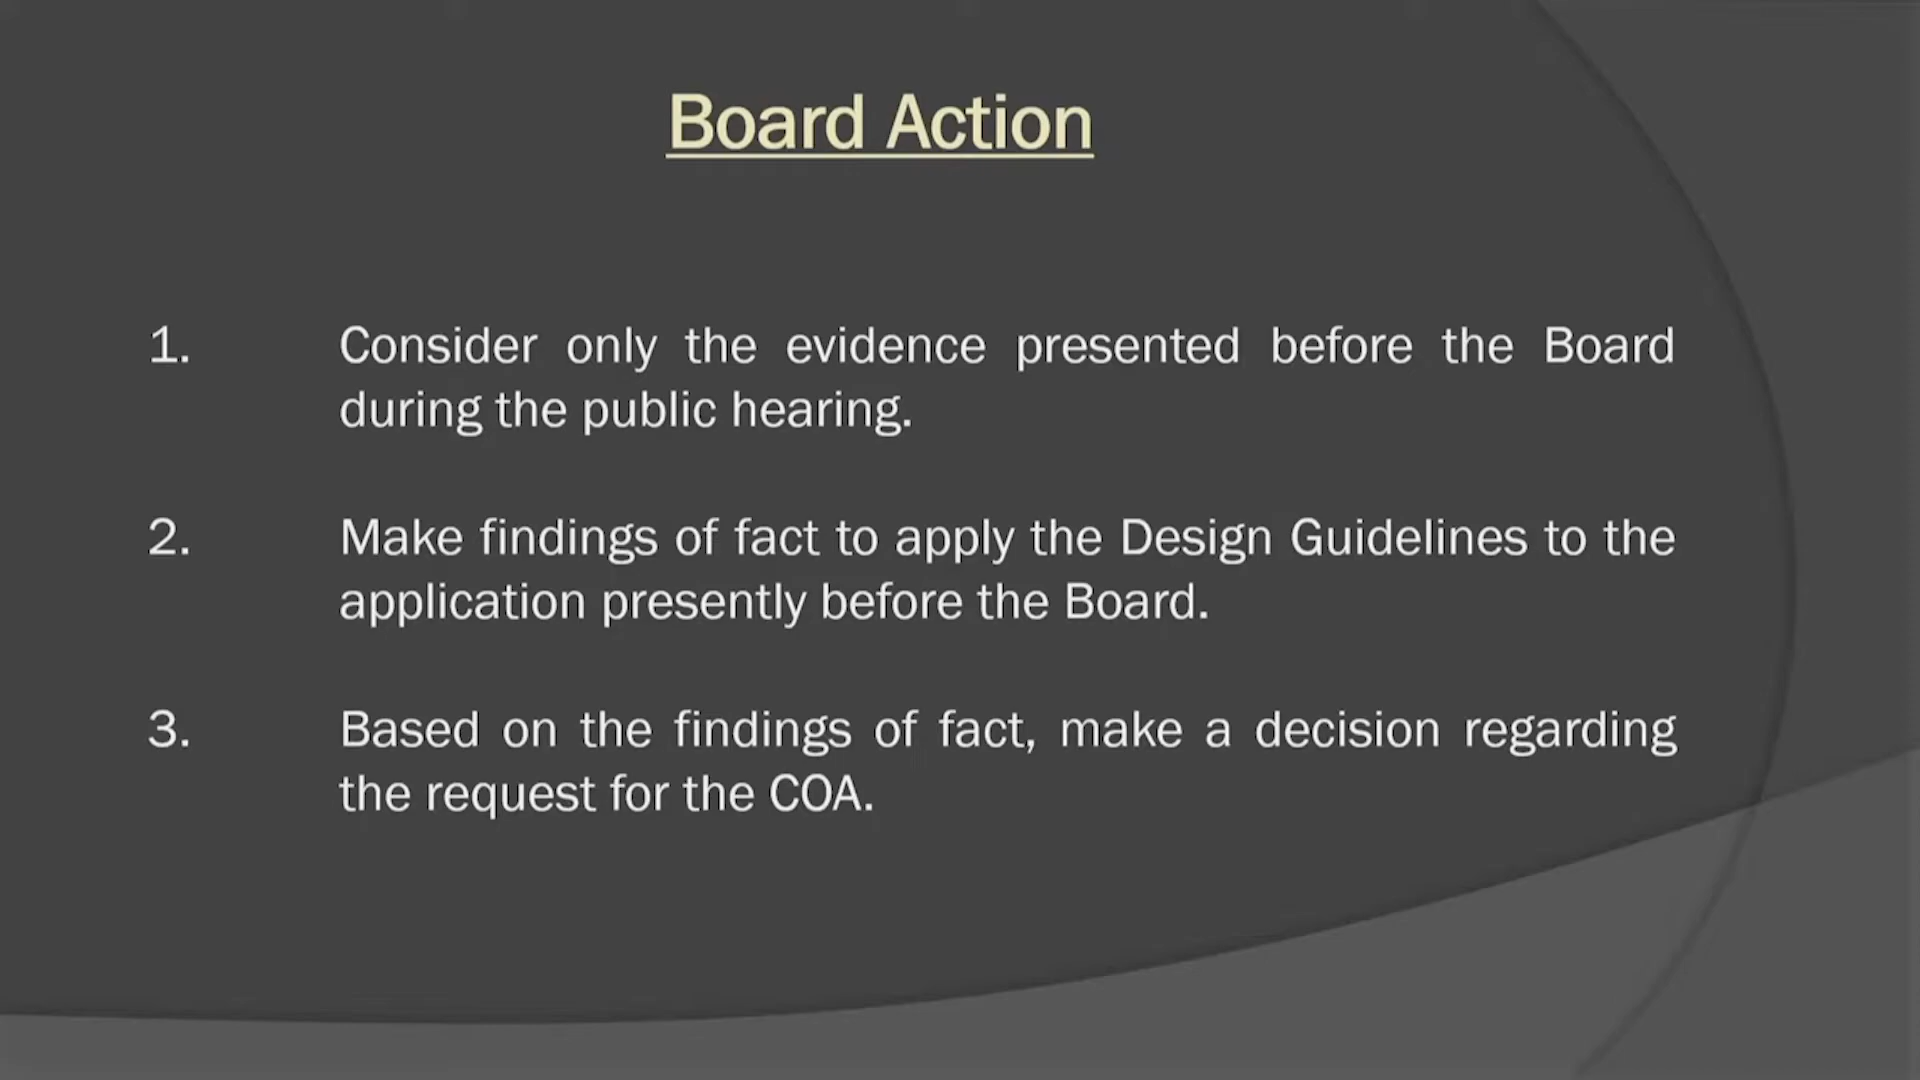 Board Action
1. Consider only the evidence presented before the Board
during the public hearing.
2. Make findings of fact to apply the Design Guidelines to the
application presently before the Board.
3. Based on the findings of fact, make a decision regarding
the request for the COA.